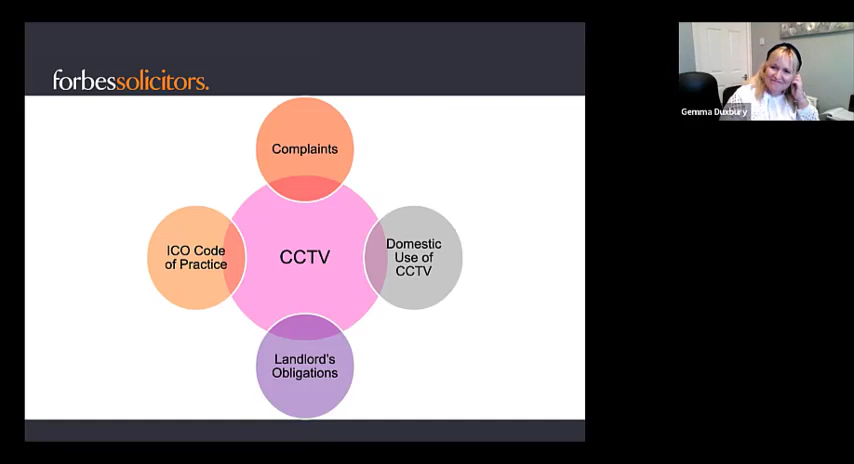 forbessolicitors.
Gemma Duxbury
Complaints
ICO Code
of Practice
CCTV
Domestic
Use of
CCTV
Landlord's
Obligations